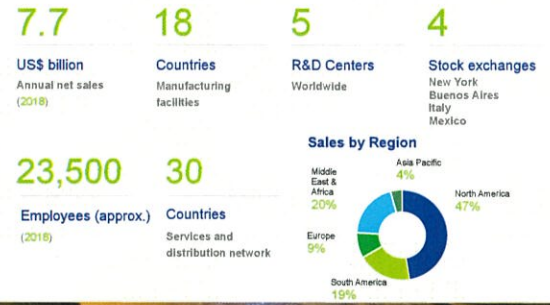 7.7
US$ billion
Annual net sales
(2018)
18
Countries
Manufacturing
facilities
5
R&D Centers
Worldwide
4
Stock exchanges
New York
Buenos Aires
Italy
Mexico
23,500
Employees (approx.)
(2018)
30
Countries
Services and
distribution network
Sales by Region
Asia Pacific
4%
Middle
East &
Africa
20%
North America
47%
Europe
9%
South America
19%